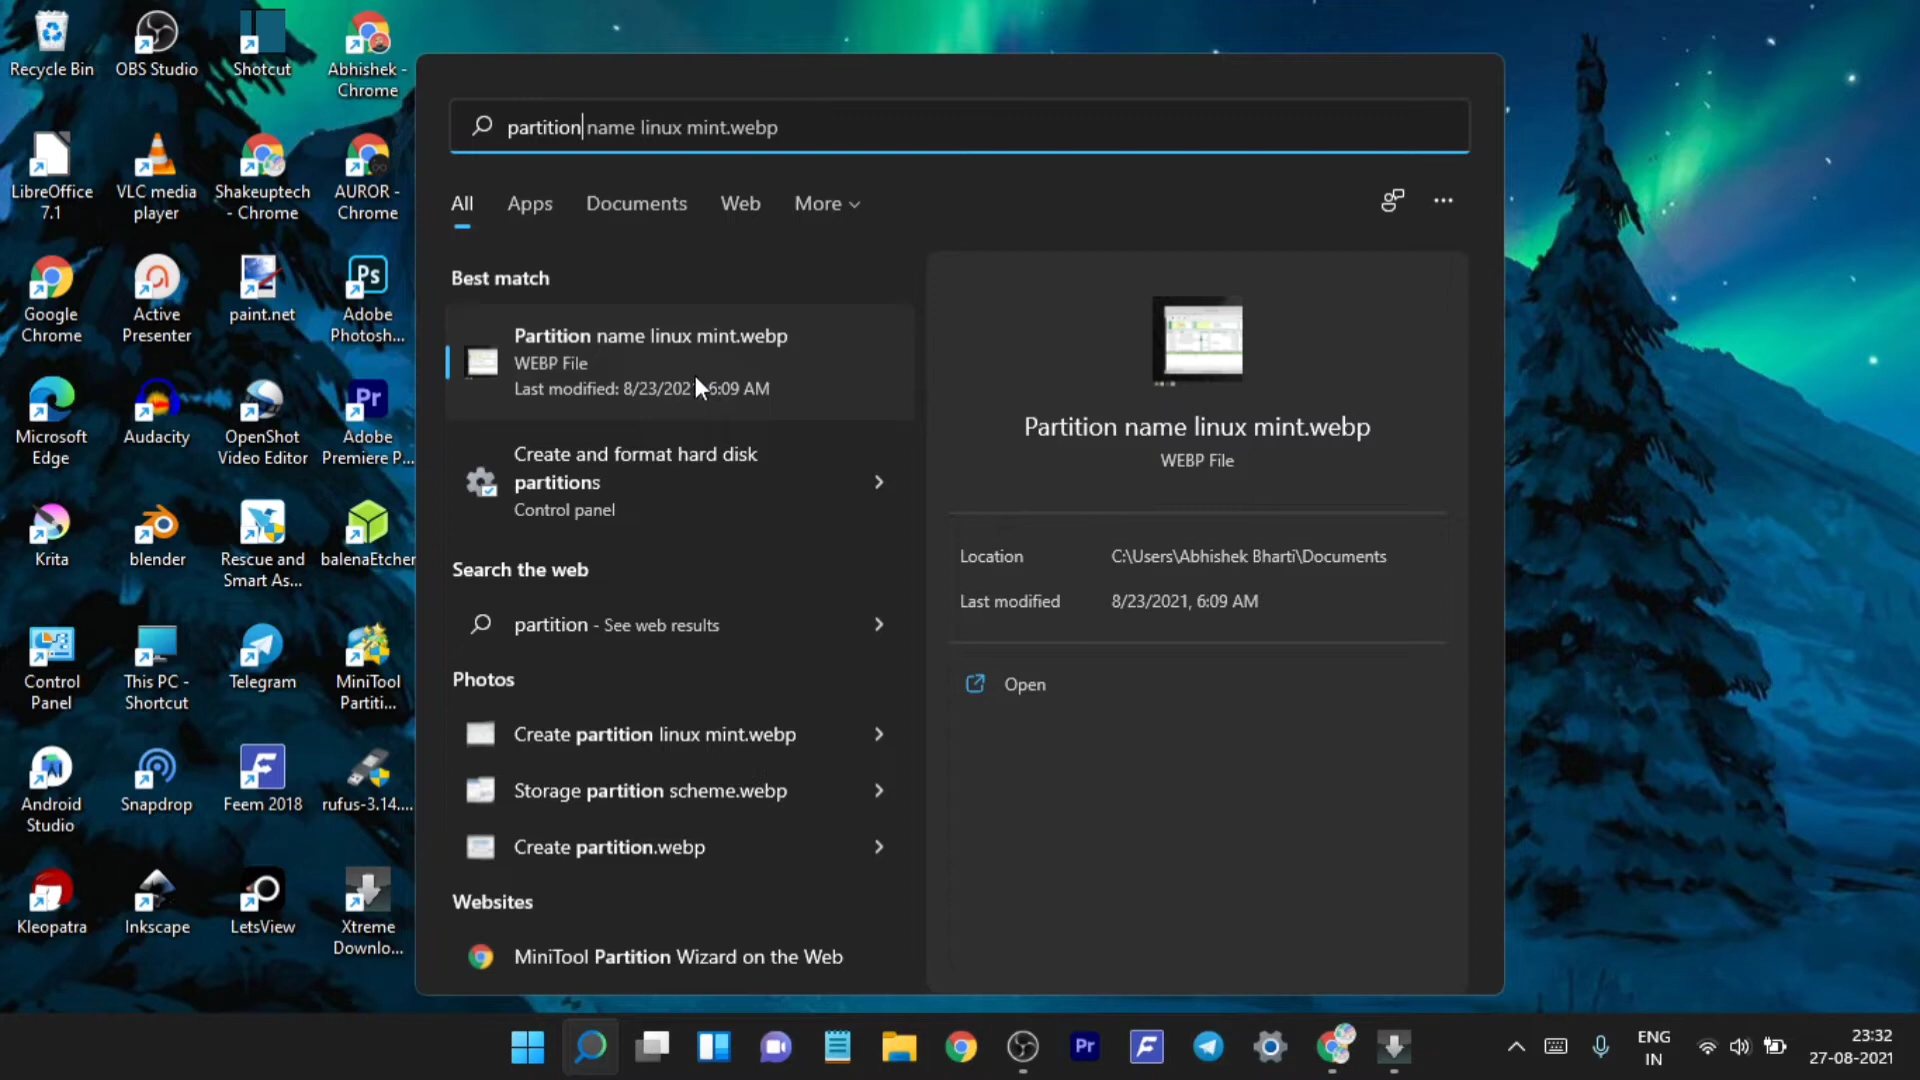 Recycle Bin
OBS Studio
Shotcut
Abhishek -
Chrome
LibreOffice
7.1
VLC media
player
Shakeuptech
- Chrome
AUROR -
Chrome
Google
Chrome
Active
Presenter
paint.net
Ps
Adobe
Photosh...
Microsoft
Edge
Audacity
OpenShot
Video Editor
Pr
Adobe
Premiere P...
Krita
blender
Rescue and
Smart As...
balenaEtcher
Control
Panel
This PC -
Shortcut
Telegram
MiniTool
Partiti...
Android
Studio
Snapdrop
Feem 2018
rufus-3.14....
Kleopatra
Inkscape
LetsView
Xtreme
Downlo...
partition name linux mint.webp
All
Apps
Documents
Web
More
Best match
Partition name linux mint.webp
WEBP File
Last modified: 8/23/202 6:09 AM
Create and format hard disk
partitions
Control panel
Search the web
partition - See web results
Photos
Create partition linux mint.webp
Storage partition scheme.webp
Create partition.webp
Websites
MiniTool Partition Wizard on the Web
Partition name linux mint.webp
WEBP File
Location C:\Users\Abhishek Bharti\Documents
Last modified 8/23/2021, 6:09 AM
Open
Pr
ENG
IN
23:32
27-08-2021